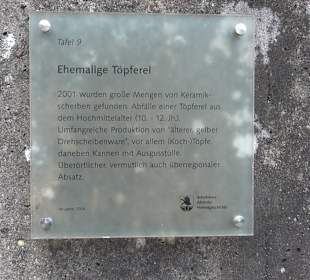 Tafel 9
Ehemalige Töpferei
2001 wurden große Mengen von Keramik-
scherben gefunden: Abfälle einer Töpferei aus
dem Hochmittelalter (10. - 12. Jh.).
Umfangreiche Produktion von "älterer, gelber
Drehscheibenware", vor allem (Koch-)Töpfe,
daneben Kannen mit Ausgusstülle.
Überörtlicher, vermutlich auch überregionaler
Absatz.